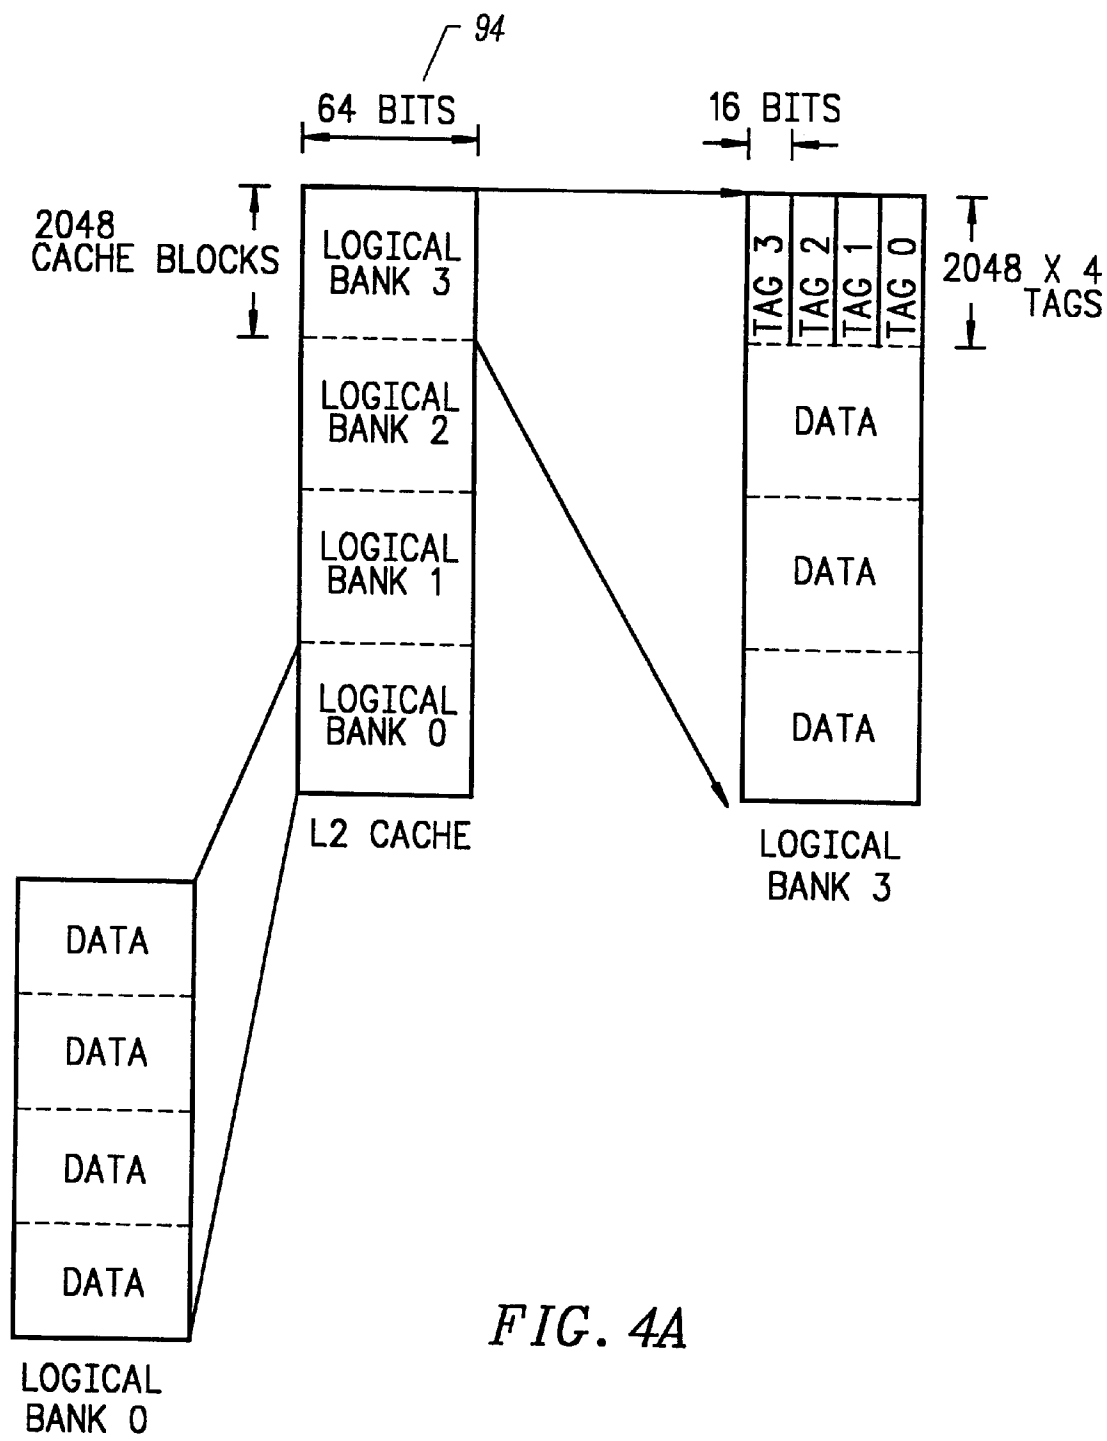 94
64 BITS
16 BITS
2048
CACHE BLOCKS
LOGICAL
BANK 3
LOGICAL
BANK 2
LOGICAL
BANK 1
LOGICAL
BANK 0
L2 CACHE
TAG 3
TAG 2
TAG 1
TAG 0
2048 X 4
TAGS
DATA
DATA
DATA
LOGICAL
BANK 3
DATA
DATA
DATA
DATA
LOGICAL
BANK 0
FIG. 4A